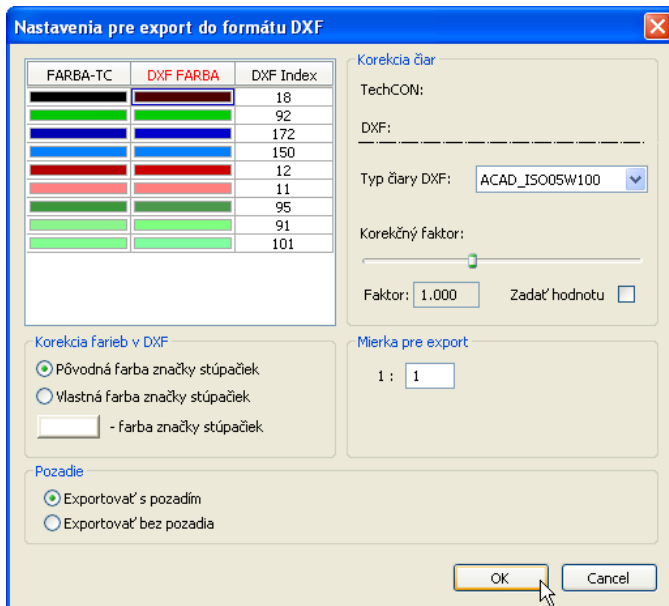 Nastavenia pre export do formátu DXF
FARBA-TC DXF FARBA DXF Index
18
92
172
150
12
11
95
91
101
Korekcia čiar
TechCON:
DXF:
Typ čiary DXF: ACAD_ISO05W100
Korekčný faktor:
Faktor: 1.000 Zadať hodnotu
Korekcia farieb v DXF
Pôvodná farba značky stúpačiek
Vlastná farba značky stúpačiek
- farba značky stúpačiek
Mierka pre export
1 : 1
Pozadie
Exportovať s pozadím
Exportovať bez pozadia
OK Cancel